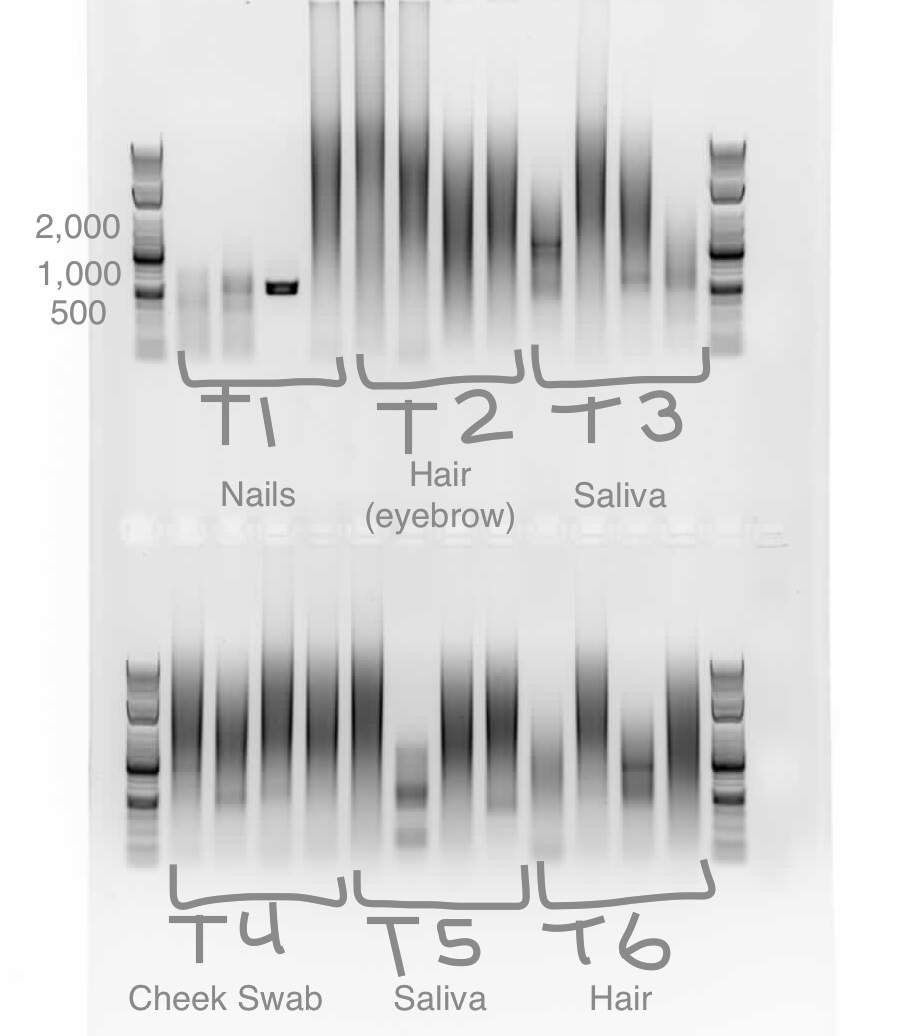 2,000
1,000
500
T1
T2
T3
Nails
Hair
(eyebrow)
Saliva
T4
T5
T6
Cheek Swab
Saliva
Hair